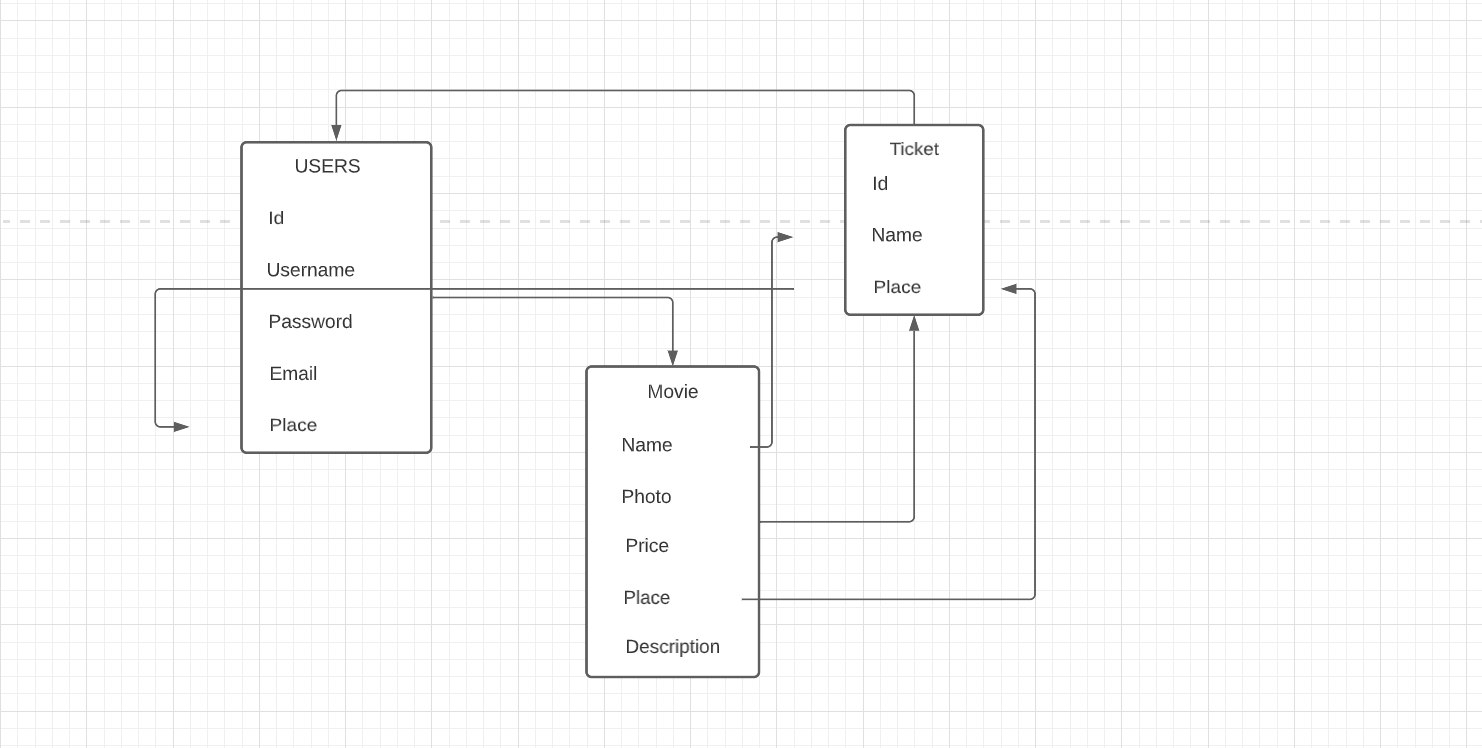 USERS
Id
Username
Password
Email
Place
Movie
Name
Photo
Price
Place
Description
Ticket
Id
Name
Place